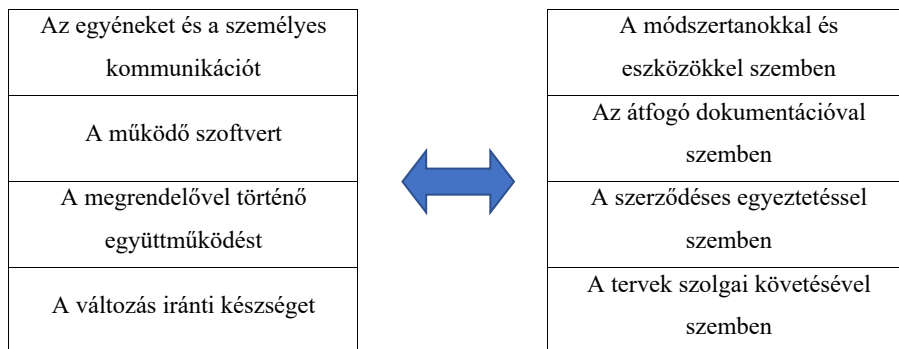 Az egyéneket és a személyes
kommunikációt
A módszertanokkal és
eszközökkel szemben
A működő szoftvert
Az átfogó dokumentációval
szemben
A megrendelővel történő
együttműködést
A szerződéses egyeztetéssel
szemben
A változás iránti készséget
A tervek szolgai követésével
szemben